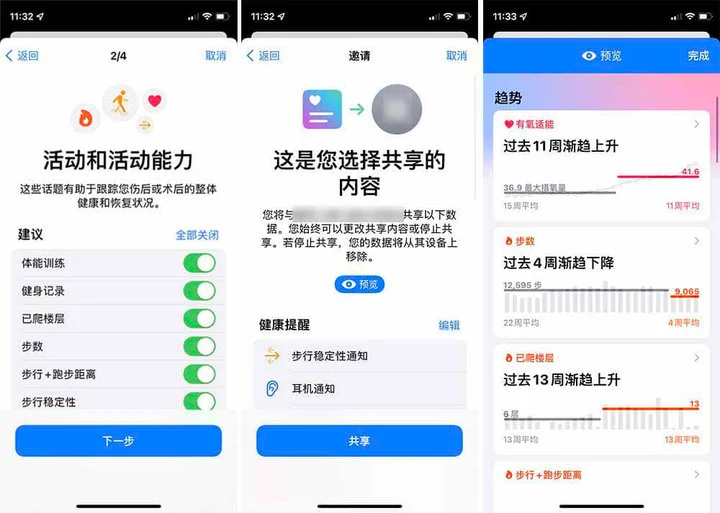 11:32
返回
2/4
取消
活动和活动能力
这些话题有助于跟踪您伤后或术后的整体
健康和恢复状况。
建议
全部关闭
体能训练
健身记录
已爬楼层
步数
步行+跑步距离
步行稳定性
下一步
11:32
返回
邀请
取消
这是您选择共享的
内容
您将与
共享以下数
据。您始终可以更改共享内容或停止共
享。若停止共享，您的数据将从其设备上
移除。
预览
健康提醒
编辑
步行稳定性通知
耳机通知
共享
11:33
预览
完成
趋势
有氧适能
过去 11 周渐趋上升
41.6
36.9 最大摄氧量
15周平均
11周平均
步数
过去 4 周渐趋下降
12,595 步
9,065
22周平均
4周平均
已爬楼层
过去 13 周渐趋上升
13
6 层
13周平均
13周平均
步行+跑步距离